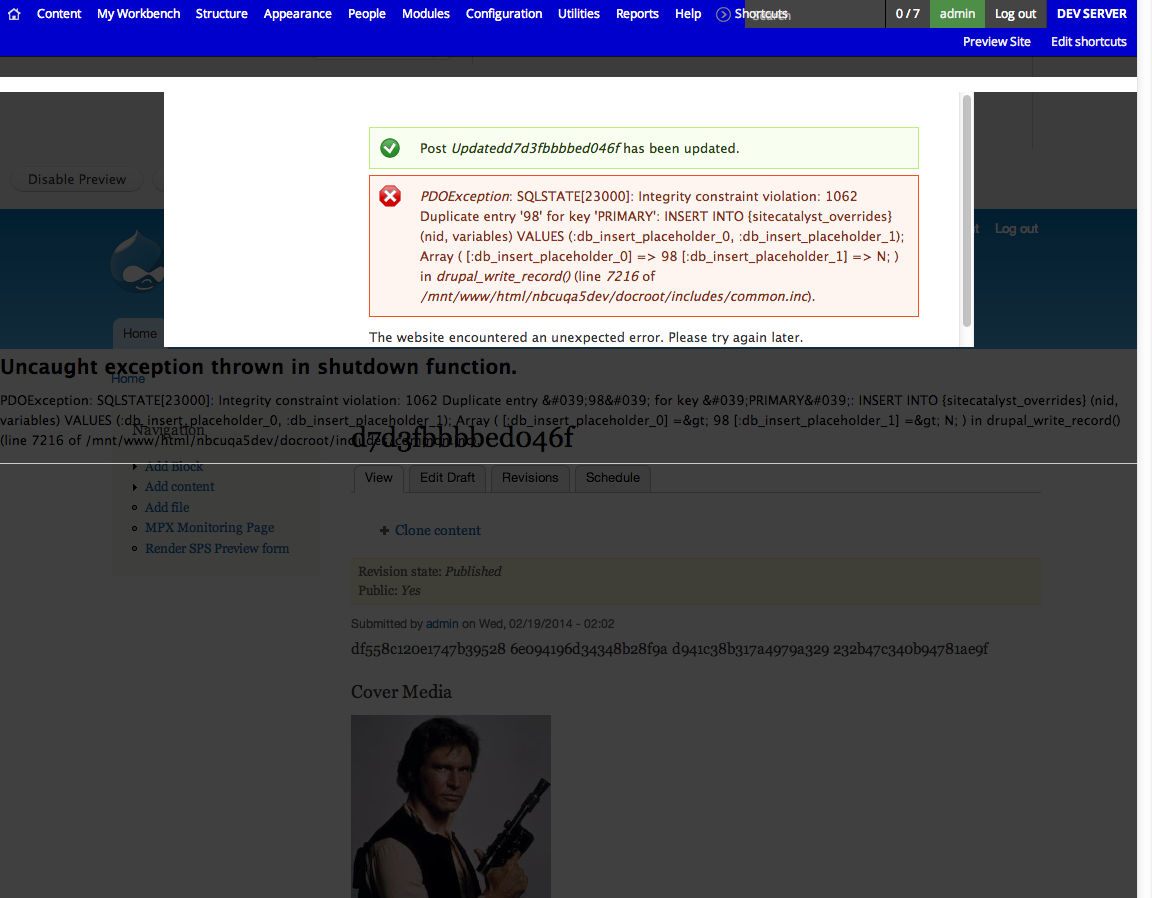 Content My Workbench Structure Appearance People Modules Configuration Utilities Reports Help Shortcuts Search 0 / 7 admin Log out DEV SERVER
Preview Site Edit shortcuts
Post Updatedd7d3fbbbbed046f has been updated.
Disable Preview
PDOException: SQLSTATE[23000]: Integrity constraint violation: 1062
Duplicate entry '98' for key 'PRIMARY': INSERT INTO {sitecatalyst_overrides}
(nid, variables) VALUES (:db_insert_placeholder_0, :db_insert_placeholder_1);
Array ( [:db_insert_placeholder_0] => 98 [:db_insert_placeholder_1] => N; )
in drupal_write_record() (line 7216 of
/mnt/www/html/nbcuqa5dev/docroot/includes/common.inc).
Log out
Home
The website encountered an unexpected error. Please try again later.
Uncaught exception thrown in shutdown function.
Home
PDOException: SQLSTATE[23000]: Integrity constraint violation: 1062 Duplicate entry &#039;98&#039; for key &#039;PRIMARY&#039;: INSERT INTO {sitecatalyst_overrides} (nid,
variables) VALUES (:db_insert_placeholder_0, :db_insert_placeholder_1); Array ( [:db_insert_placeholder_0] =&gt; 98 [:db_insert_placeholder_1] =&gt; N; ) in drupal_write_record()
(line 7216 of /mnt/www/html/nbcuqa5dev/docroot/includes/common.inc).
Navigation
d7d3fbbbbed046f
Add Block
Add content
Add file
MPX Monitoring Page
Render SPS Preview form
View Edit Draft Revisions Schedule
Clone content
Revision state: Published
Public: Yes
Submitted by admin on Wed, 02/19/2014 - 02:02
df558c120e1747b39528 6e094196d34348b28f9a d941c38b317a4979a329 232b47c340b94781ae9f
Cover Media